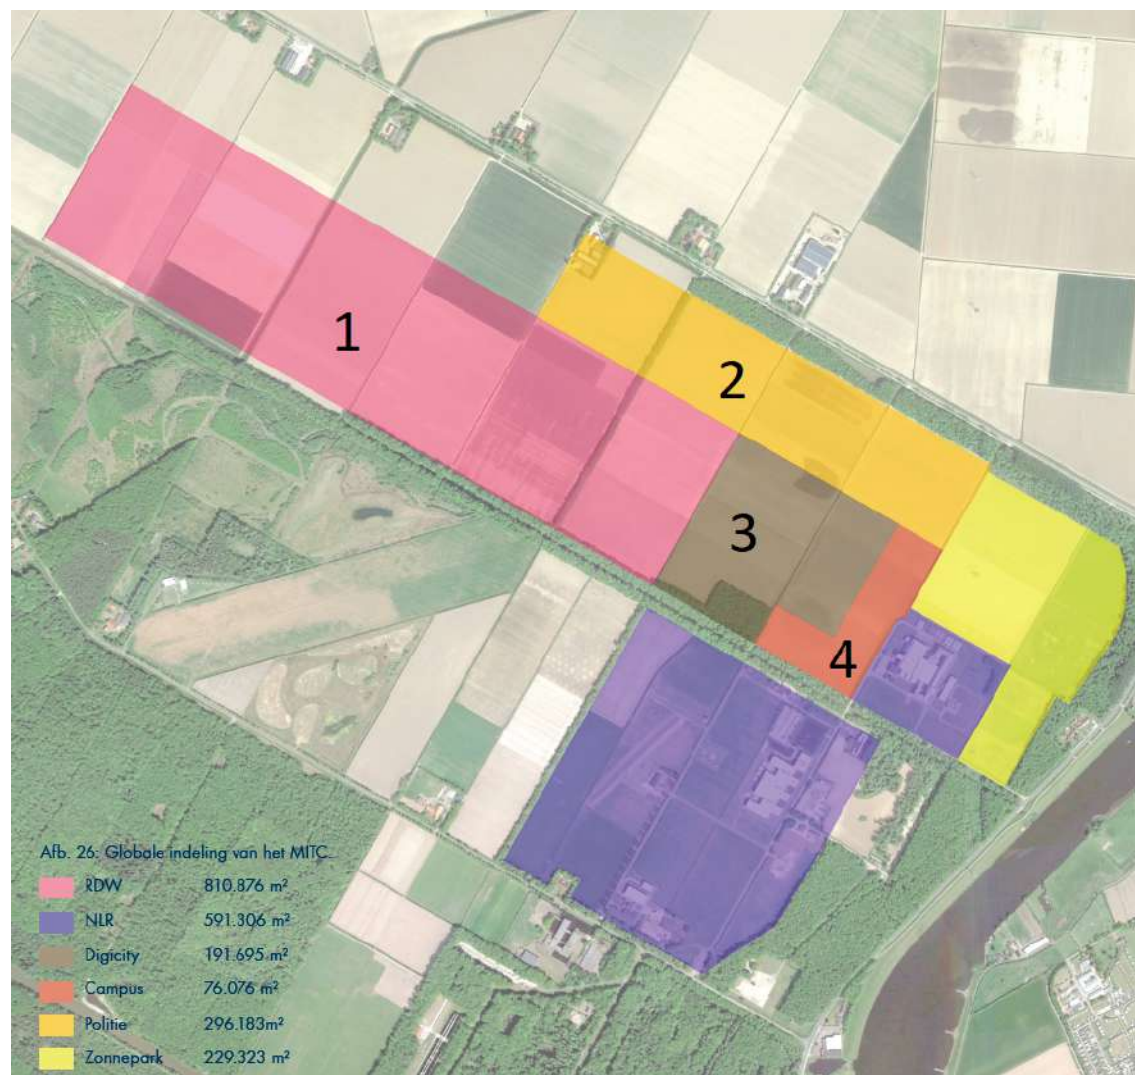 1
2
3
4
Afb. 26: Globale indeling van het MITC
RDW 810.876 m²
NLR 591.306 m²
Digicity 191.695 m²
Campus 76.076 m²
Politie 296.183m²
Zonnepark 229.323 m²